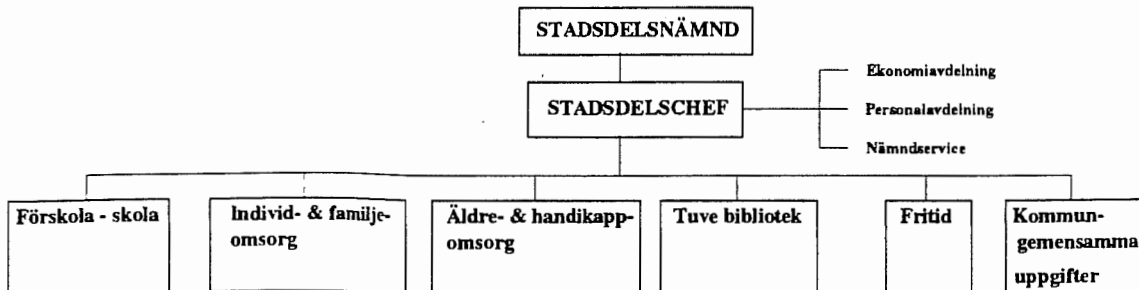 STADSDELSNÄMND
STADSDELSCHEF
Ekonomiavdelning
Personalavdelning
Nämndservice
Förskola - skola
Individ- & familje-
omsorg
Äldre- & handikapp-
omsorg
Tuve bibliotek
Fritid
Kommun-
gemensamma
uppgifter